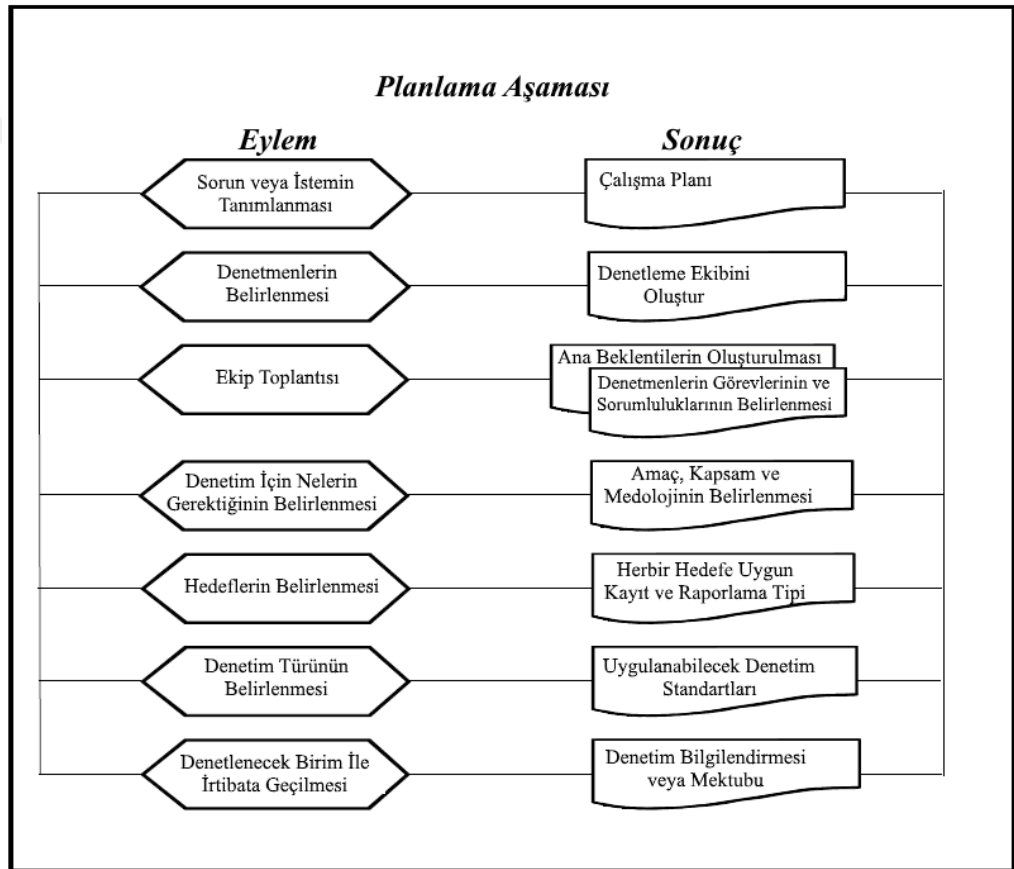 Planlama Aşaması
Eylem
Sonuç
Sorun veya İstemin
Tanımlanması
Çalışma Planı
Denetmenlerin
Belirlenmesi
Denetleme Ekibini
Oluştur
Ekip Toplantısı
Ana Beklentilerin Oluşturulması
Denetmenlerin Görevlerinin ve
Sorumluluklarının Belirlenmesi
Denetim İçin Nelerin
Gerektiğinin Belirlenmesi
Amaç, Kapsam ve
Medolojinin Belirlenmesi
Hedeflerin Belirlenmesi
Herbir Hedefe Uygun
Kayıt ve Raporlama Tipi
Denetim Türünün
Belirlenmesi
Uygulanabilecek Denetim
Standartları
Denetlenecek Birim İle
İrtibata Geçilmesi
Denetim Bilgilendirmesi
veya Mektubu